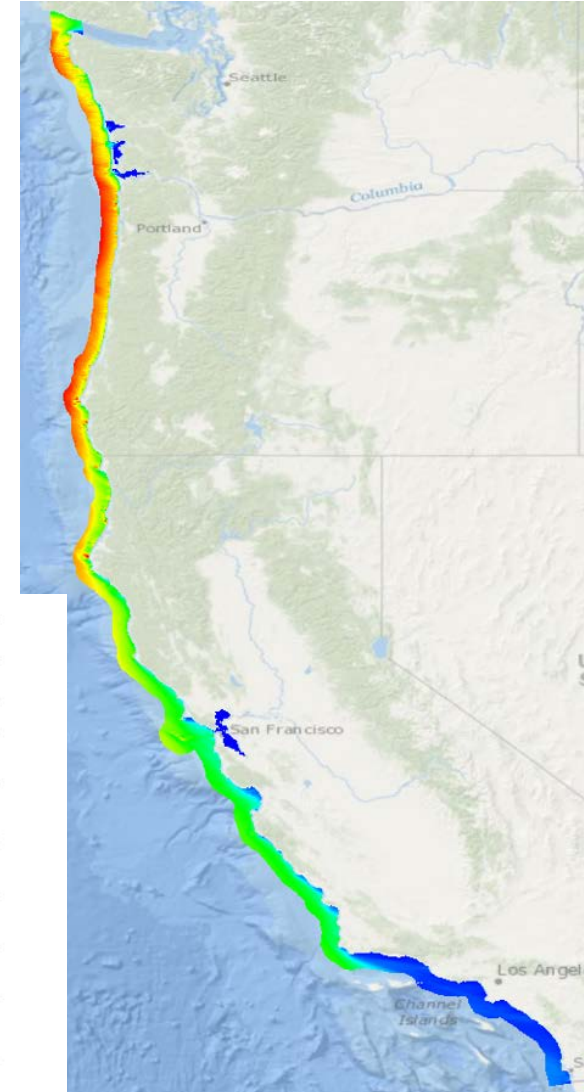 Seattle
Columbia
Portland
San Francisco
Los Angel
Channel
Islands